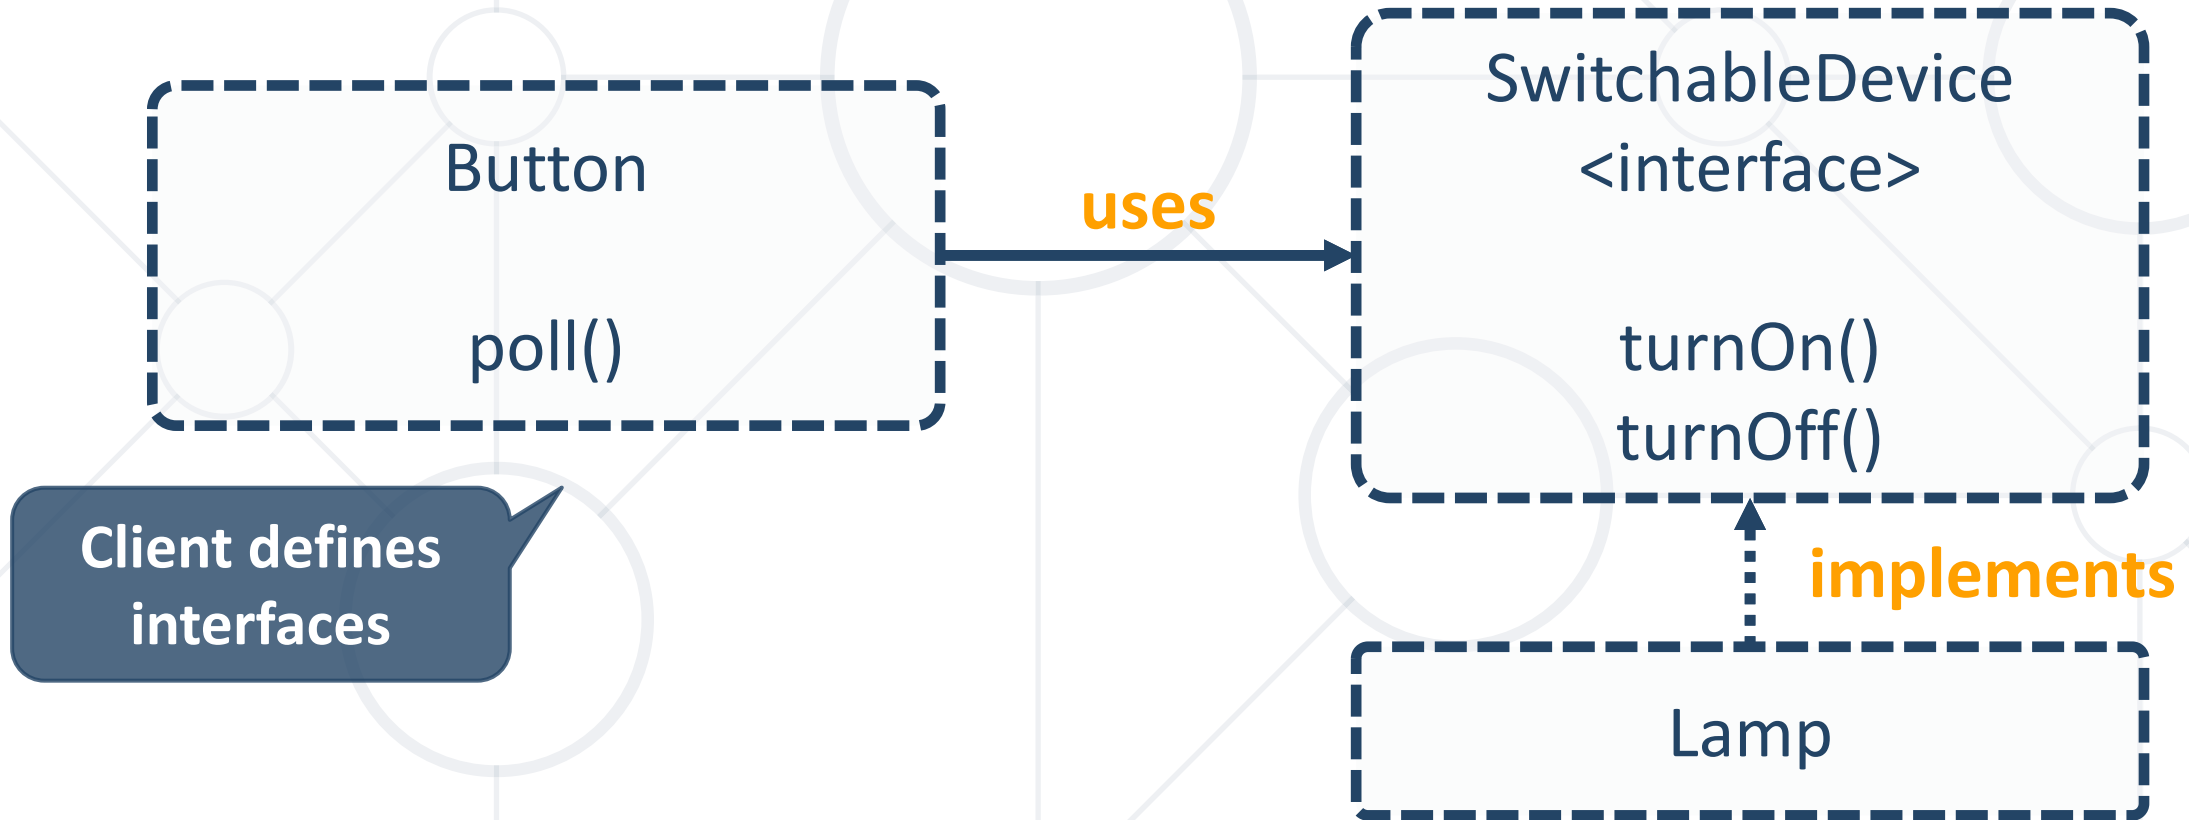 Button
poll()
uses
SwitchableDevice
<interface>
turnOn()
turnOff()
Client defines
interfaces
implements
Lamp